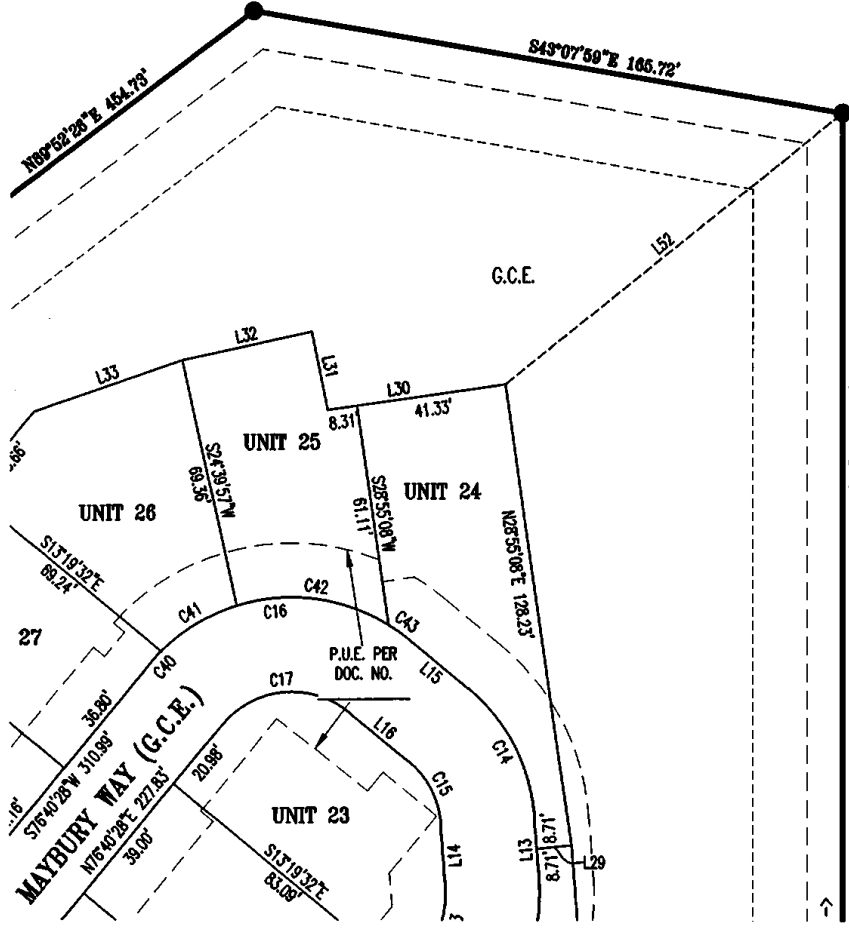 S43°07'59"E 165.72'
N89°52'26"E 454.73'
L52
G.C.E.
L32
L31
L33
L30
41.33'
8.31'
UNIT 25
S24°39'57"W
69.36'
UNIT 24
S28°55'08"W
61.11'
UNIT 26
N28°55'08"E 128.23'
S13°19'32"E
69.24'
C42
C41
C16
C43
27
P.U.E. PER
DOC. NO.
C40
L15
C17
36.80'
L16
C14
MAYBURY WAY (G.C.E.)
S76°40'28"W 310.99'
N76°40'28"E 227.83'
20.98'
C15
UNIT 23
39.00'
S13°19'32"E
83.09'
L14
L13
8.71'
8.71'
L29